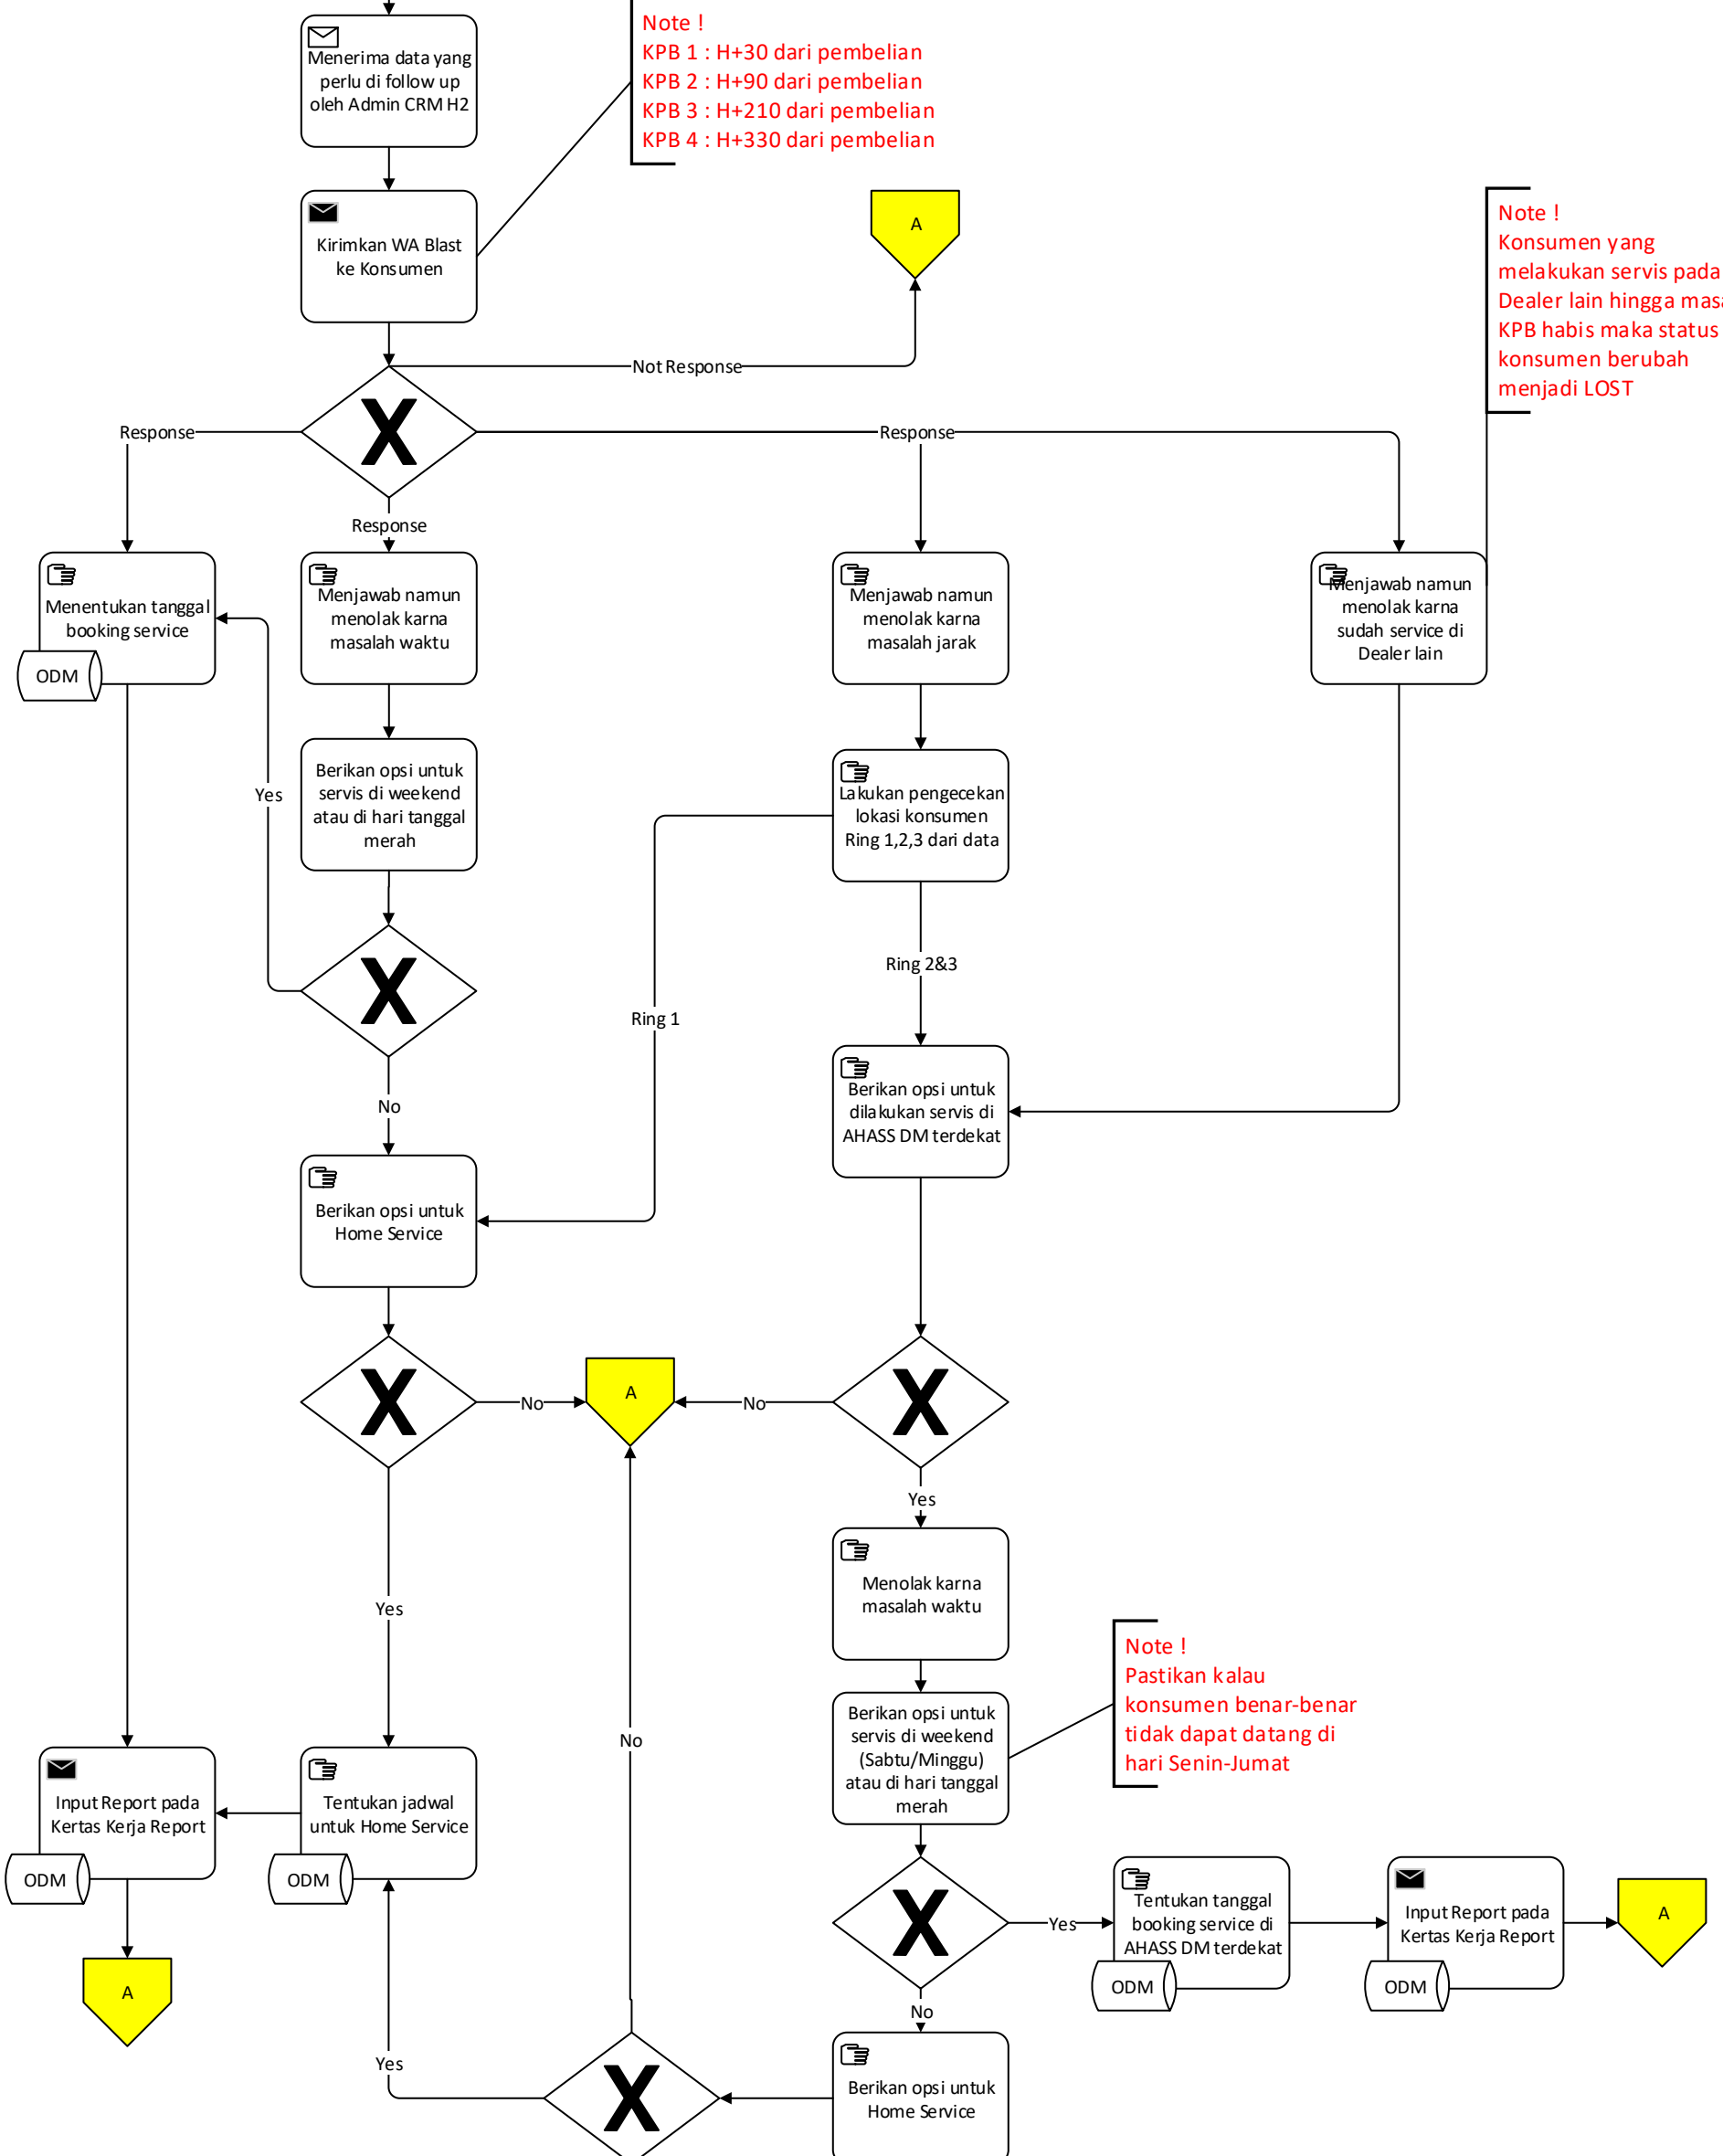 Note !
KPB 1 : H+30 dari pembelian
KPB 2 : H+90 dari pembelian
KPB 3 : H+210 dari pembelian
KPB 4 : H+330 dari pembelian
Menerima data yang
perlu di follow up
oleh Admin CRM H2
Kirimkan WA Blast
ke Konsumen
A
Note !
Konsumen yang
melakukan servis pada
Dealer lain hingga
KPB habis maka status
konsumen berubah
menjadi LOST
Not Response
Response
Response
Response
Menentukan tanggal
booking service
ODM
Menjawab namun
menolak karna
masalah waktu
Menjawab namun
menolak karna
masalah jarak
Menjawab namun
menolak karna
sudah service di
Dealer lain
Berikan opsi untuk
servis di weekend
atau di hari tanggal
merah
Yes
Lakukan pengecekan
lokasi konsumen
Ring 1,2,3 dari data
Ring 2&3
Ring 1
No
Berikan opsi untuk
dilakukan servis di
AHASS DM terdekat
Berikan opsi untuk
Home Service
No
A
No
Yes
Yes
Menolak karna
masalah waktu
Note !
Pastikan kalau
konsumen benar-benar
tidak dapat datang di
hari Senin-Jumat
Berikan opsi untuk
servis di weekend
(Sabtu/Minggu)
atau di hari tanggal
merah
No
Input Report pada
Kertas Kerja Report
ODM
Tentukan jadwal
untuk Home Service
ODM
Yes
Tentukan tanggal
booking service di
AHASS DM terdekat
ODM
Input Report pada
Kertas Kerja Report
ODM
A
A
No
Yes
Berikan opsi untuk
Home Service